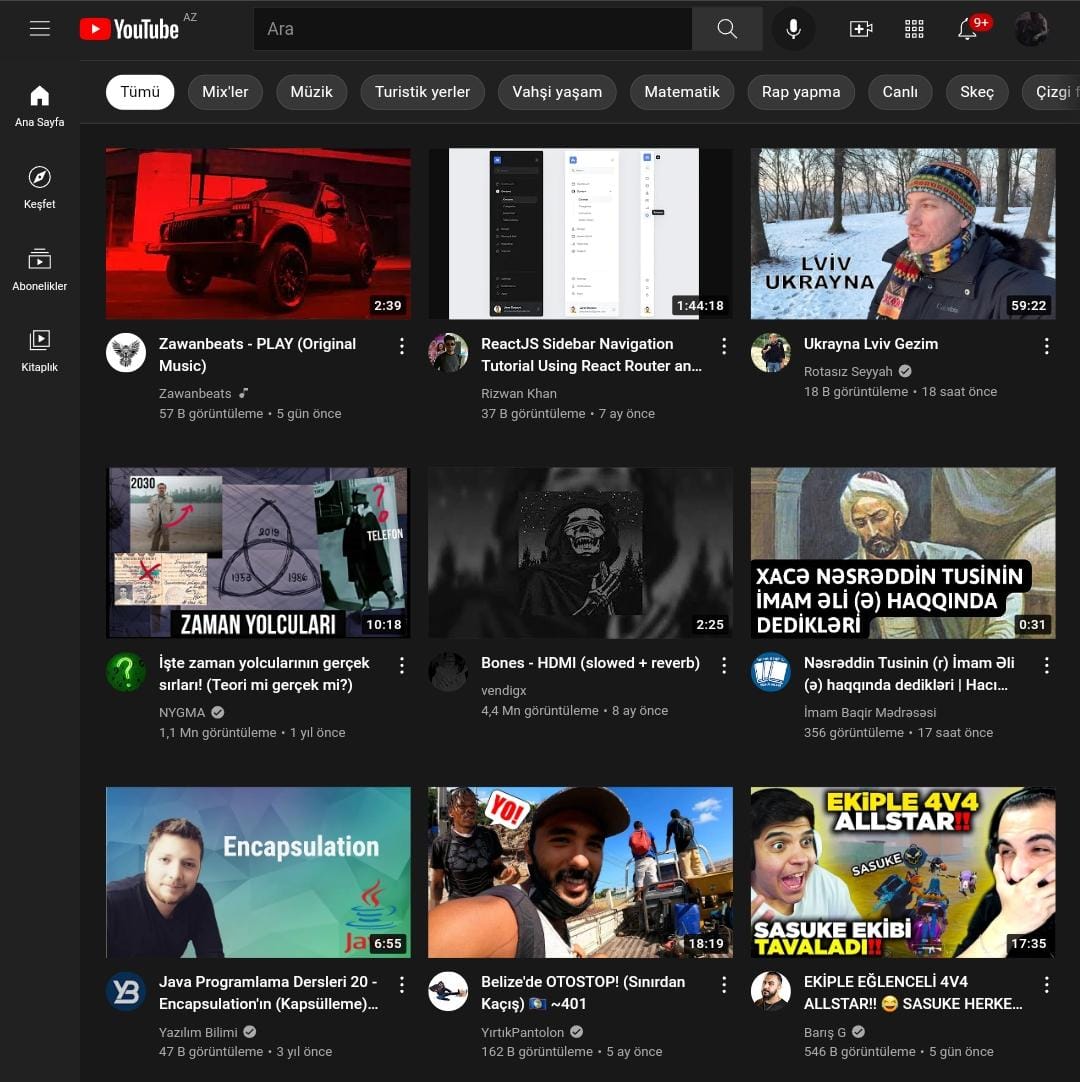 YouTube AZ
Ara
9+
Tümü
Mix'ler
Müzik
Turistik yerler
Vahşi yaşam
Matematik
Rap yapma
Canlı
Skeç
Çizgi f
Ana Sayfa
Keşfet
Abonelikler
Kitaplık
2:39
1:44:18
LVİV
UKRAYNA
59:22
Zawanbeats - PLAY (Original
Music)
Zawanbeats
57 B görüntüleme • 5 gün önce
ReactJS Sidebar Navigation
Tutorial Using React Router an...
Rizwan Khan
37 B görüntüleme • 7 ay önce
Ukrayna Lviv Gezim
Rotasız Seyyah
18 B görüntüleme • 18 saat önce
2030
2019
1953
1986
?
TELEFON
ZAMAN YOLCULARI
10:18
2:25
XACƏ NƏSRƏDDİN TUSİNİN
İMAM ƏLİ (Ə) HAQQINDA
DEDİKLƏRİ
0:31
İşte zaman yolcularının gerçek
sırları! (Teori mi gerçek mi?)
NYGMA
1,1 Mn görüntüleme • 1 yıl önce
Bones - HDMI (slowed + reverb)
vendigx
4,4 Mn görüntüleme • 8 ay önce
Nəsrəddin Tusinin (r) İmam Əli
(ə) haqqında dedikləri | Hacı...
İmam Baqir Mədrəsəsi
356 görüntüleme • 17 saat önce
Encapsulation
Jav
6:55
YO!
18:19
EKİPLE 4V4
ALLSTAR!!
SASUKE
SASUKE EKİBİ
TAVALADI!!
17:35
Java Programlama Dersleri 20 -
Encapsulation'ın (Kapsülleme)...
YB
Yazılım Bilimi
47 B görüntüleme • 3 yıl önce
Belize'de OTOSTOP! (Sınırdan
Kaçış) 🇧🇿 ~401
YırtıkPantolon
162 B görüntüleme • 5 ay önce
EKİPLE EĞLENCELİ 4V4
ALLSTAR!! 😅 SASUKE HERKE...
Barış G
546 B görüntüleme • 5 gün önce